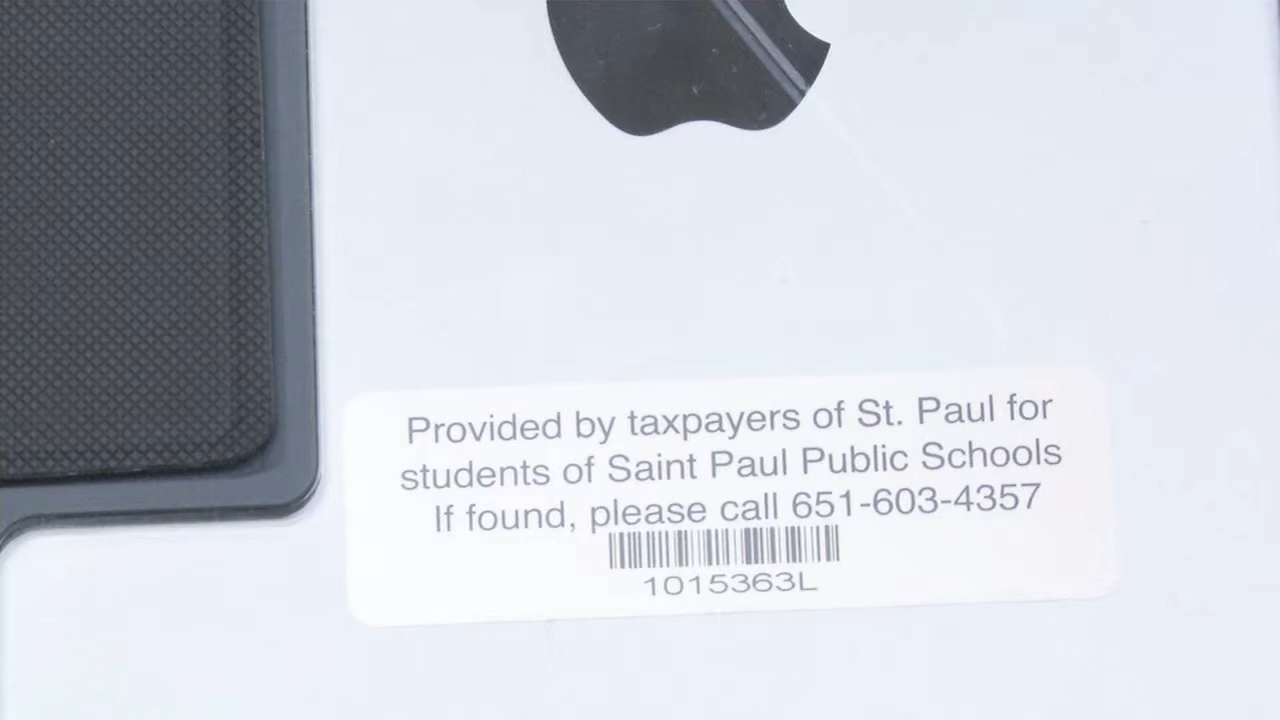 Provided by taxpayers of St. Paul for
students of Saint Paul Public Schools
If found, please call 651-603-4357
1015363L